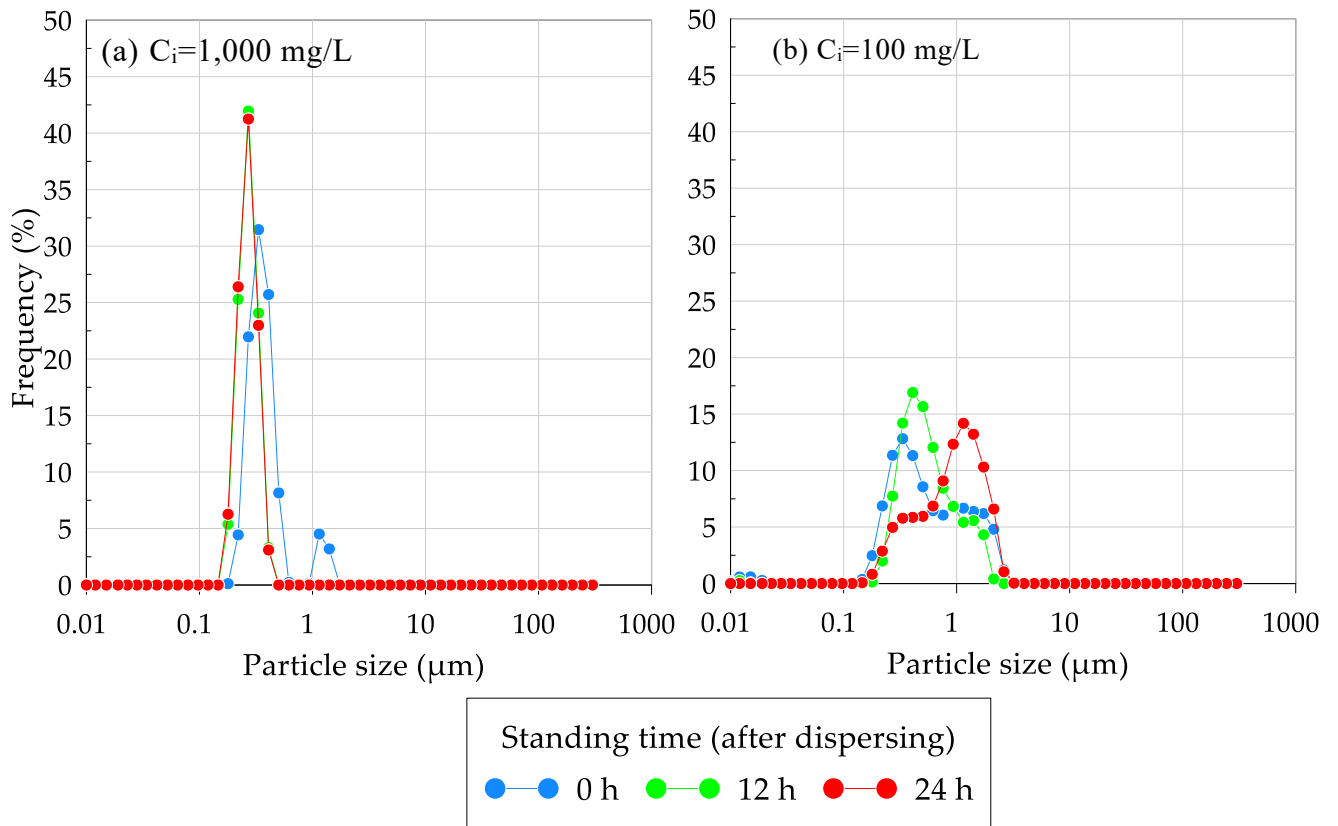 (a) Cᵢ=1,000 mg/L
50
45
40
35
30
25
20
15
10
5
0
Frequency (%)
0.01 0.1 1 10 100 1000
Particle size (µm)
(b) Cᵢ=100 mg/L
50
45
40
35
30
25
20
15
10
5
0
0.01 0.1 1 10 100 1000
Particle size (µm)
Standing time (after dispersing)
0 h 12 h 24 h